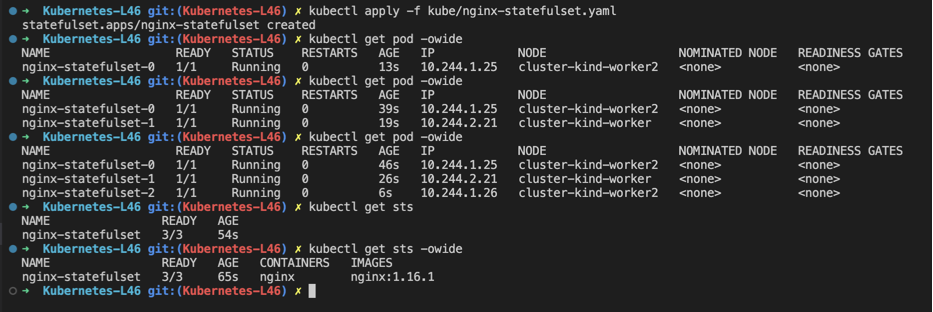 ➜ Kubernetes-L46 git:(Kubernetes-L46) ✗ kubectl apply -f kube/nginx-statefulset.yaml
statefulset.apps/nginx-statefulset created
➜ Kubernetes-L46 git:(Kubernetes-L46) ✗ kubectl get pod -owide
NAME READY STATUS RESTARTS AGE IP NODE NOMINATED NODE READINESS GATES
nginx-statefulset-0 1/1 Running 0 13s 10.244.1.25 cluster-kind-worker2 <none> <none>
➜ Kubernetes-L46 git:(Kubernetes-L46) ✗ kubectl get pod -owide
NAME READY STATUS RESTARTS AGE IP NODE NOMINATED NODE READINESS GATES
nginx-statefulset-0 1/1 Running 0 39s 10.244.1.25 cluster-kind-worker2 <none> <none>
nginx-statefulset-1 1/1 Running 0 19s 10.244.2.21 cluster-kind-worker <none> <none>
➜ Kubernetes-L46 git:(Kubernetes-L46) ✗ kubectl get pod -owide
NAME READY STATUS RESTARTS AGE IP NODE NOMINATED NODE READINESS GATES
nginx-statefulset-0 1/1 Running 0 46s 10.244.1.25 cluster-kind-worker2 <none> <none>
nginx-statefulset-1 1/1 Running 0 26s 10.244.2.21 cluster-kind-worker <none> <none>
nginx-statefulset-2 1/1 Running 0 6s 10.244.1.26 cluster-kind-worker2 <none> <none>
➜ Kubernetes-L46 git:(Kubernetes-L46) ✗ kubectl get sts
NAME READY AGE
nginx-statefulset 3/3 54s
➜ Kubernetes-L46 git:(Kubernetes-L46) ✗ kubectl get sts -owide
NAME READY AGE CONTAINERS IMAGES
nginx-statefulset 3/3 65s nginx nginx:1.16.1
➜ Kubernetes-L46 git:(Kubernetes-L46) ✗